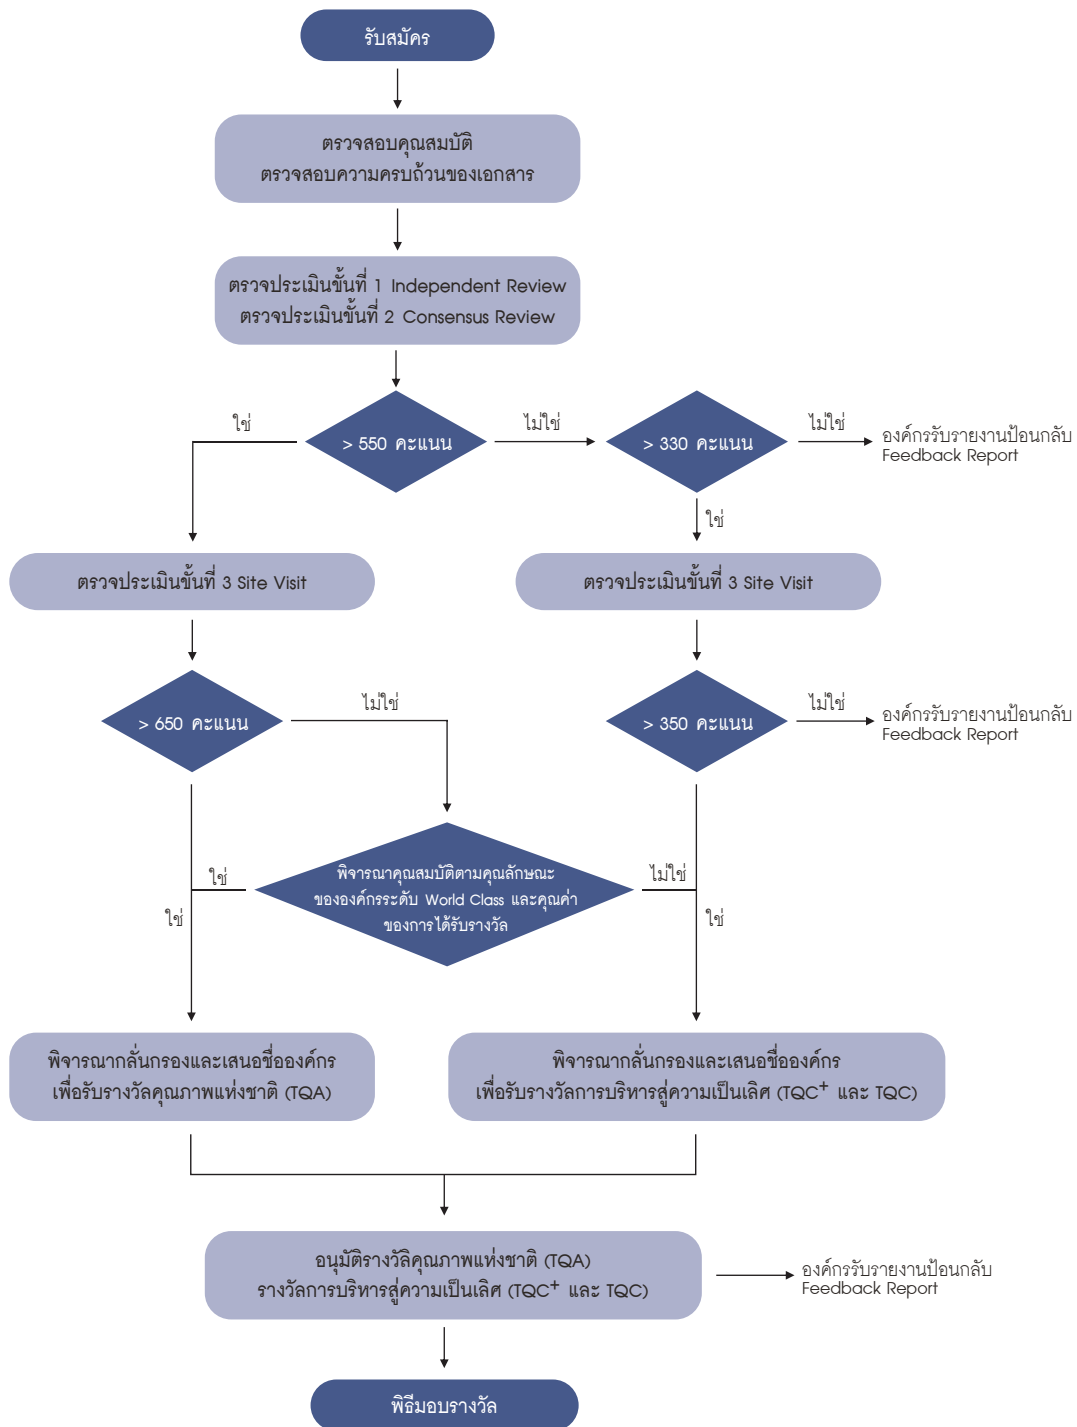 รับสมัคร
ตรวจสอบคุณสมบัติ
ตรวจสอบความครบถ้วนของเอกสาร
ตรวจประเมินขั้นที่ 1 Independent Review
ตรวจประเมินขั้นที่ 2 Consensus Review
ใช่
> 550 คะแนน
ไม่ใช่
> 330 คะแนน
ไม่ใช่
องค์กรรับรายงานป้อนกลับ
Feedback Report
ใช่
ตรวจประเมินขั้นที่ 3 Site Visit
ตรวจประเมินขั้นที่ 3 Site Visit
> 650 คะแนน
ไม่ใช่
> 350 คะแนน
ไม่ใช่
องค์กรรับรายงานป้อนกลับ
Feedback Report
ใช่
พิจารณาคุณสมบัติตามคุณลักษณะ
ขององค์กรระดับ World Class และคุณค่า
ของการได้รับรางวัล
ไม่ใช่
ใช่
ใช่
พิจารณากลั่นกรองและเสนอชื่อองค์กร
เพื่อรับรางวัลคุณภาพแห่งชาติ (TQA)
พิจารณากลั่นกรองและเสนอชื่อองค์กร
เพื่อรับรางวัลการบริหารสู่ความเป็นเลิศ (TQC⁺ และ TQC)
อนุมัติรางวัลคุณภาพแห่งชาติ (TQA)
รางวัลการบริหารสู่ความเป็นเลิศ (TQC⁺ และ TQC)
องค์กรรับรายงานป้อนกลับ
Feedback Report
พิธีมอบรางวัล